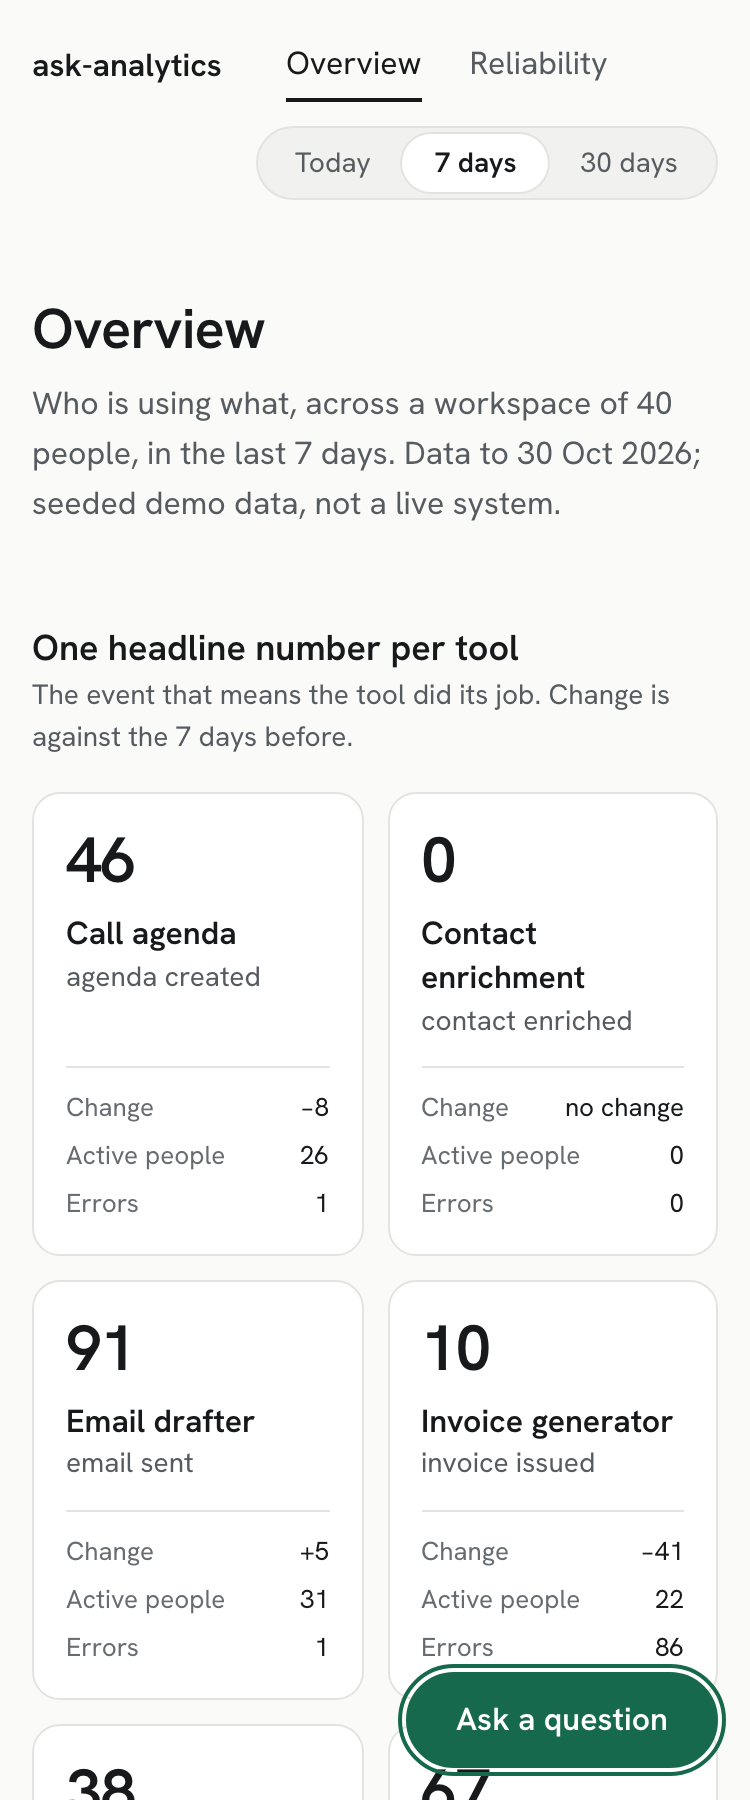 ask-analytics
Overview
Reliability
Today
7 days
30 days
Overview
Who is using what, across a workspace of 40
people, in the last 7 days. Data to 30 Oct 2026;
seeded demo data, not a live system.
One headline number per tool
The event that means the tool did its job. Change is
against the 7 days before.
46
Call agenda
agenda created
Change −8
Active people 26
Errors 1
0
Contact
enrichment
contact enriched
Change no change
Active people 0
Errors 0
91
Email drafter
email sent
Change +5
Active people 31
Errors 1
10
Invoice generator
invoice issued
Change −41
Active people 22
Errors 86
Ask a question
38
67